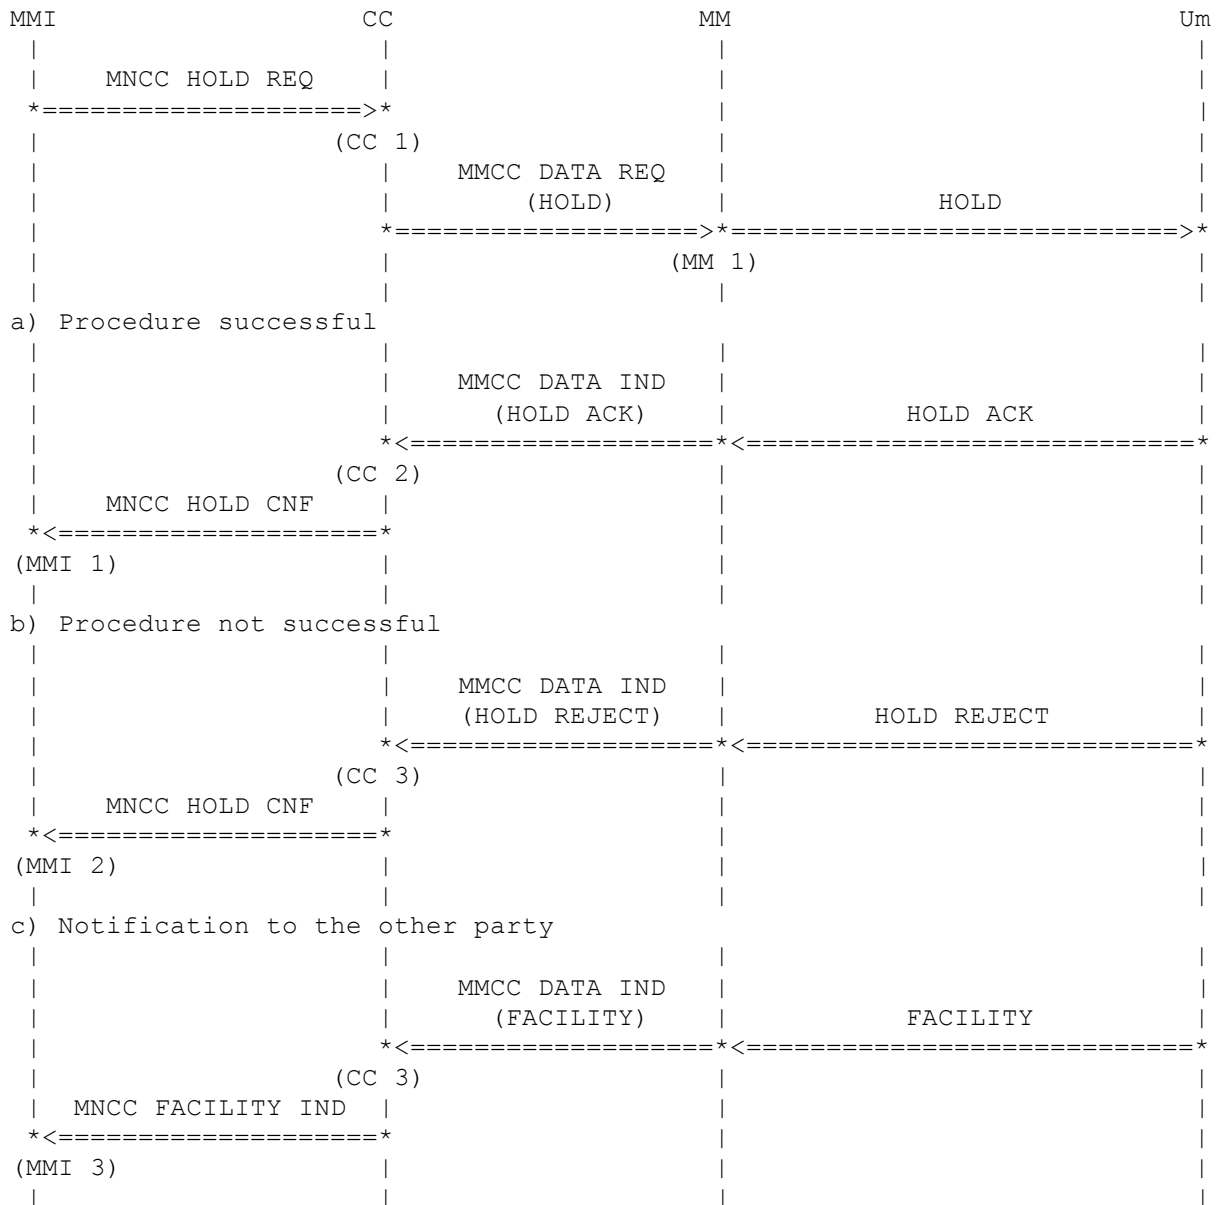 MMI CC MM Um
MNCC HOLD REQ
(CC 1)
MMCC DATA REQ
(HOLD) HOLD
(MM 1)
a) Procedure successful
MMCC DATA IND
(HOLD ACK) HOLD ACK
(CC 2)
MNCC HOLD CNF
(MMI 1)
b) Procedure not successful
MMCC DATA IND
(HOLD REJECT) HOLD REJECT
(CC 3)
MNCC HOLD CNF
(MMI 2)
c) Notification to the other party
MMCC DATA IND
(FACILITY) FACILITY
(CC 3)
MNCC FACILITY IND
(MMI 3)